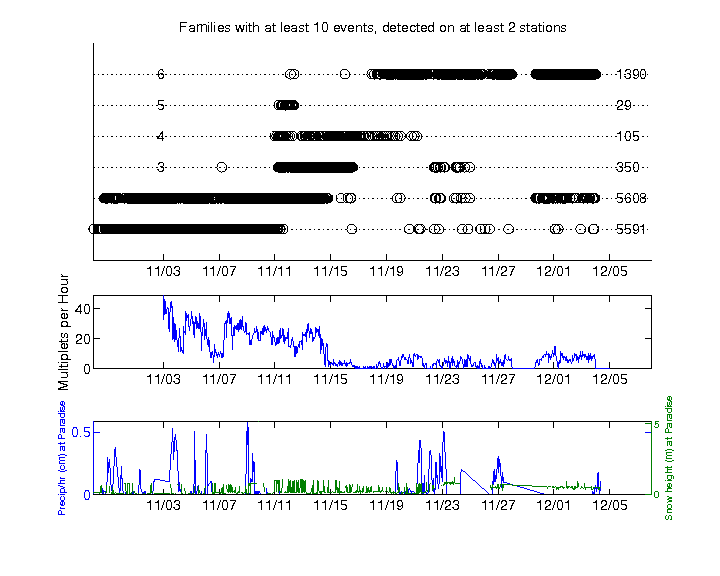 Families with at least 10 events, detected on at least 2 stations
6 1390
5 29
4 105
3 350
5608
5591
11/03 11/07 11/11 11/15 11/19 11/23 11/27 12/01 12/05
Multiplets per Hour
40
20
0
11/03 11/07 11/11 11/15 11/19 11/23 11/27 12/01 12/05
Precip/hr (cm) at Paradise
0.5
0
Snow height (m) at Paradise
5
0
11/03 11/07 11/11 11/15 11/19 11/23 11/27 12/01 12/05